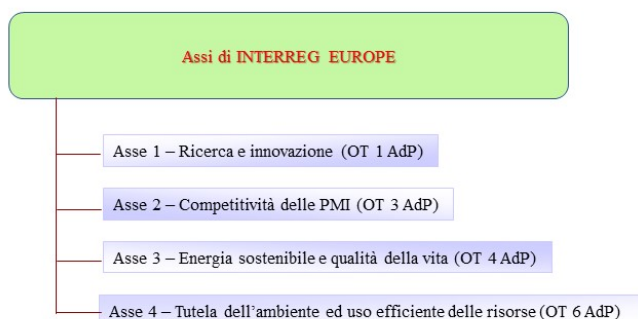 Assi di INTERREG EUROPE
Asse 1 – Ricerca e innovazione (OT 1 AdP)
Asse 2 – Competitività delle PMI (OT 3 AdP)
Asse 3 – Energia sostenibile e qualità della vita (OT 4 AdP)
Asse 4 – Tutela dell’ambiente ed uso efficiente delle risorse (OT 6 AdP)